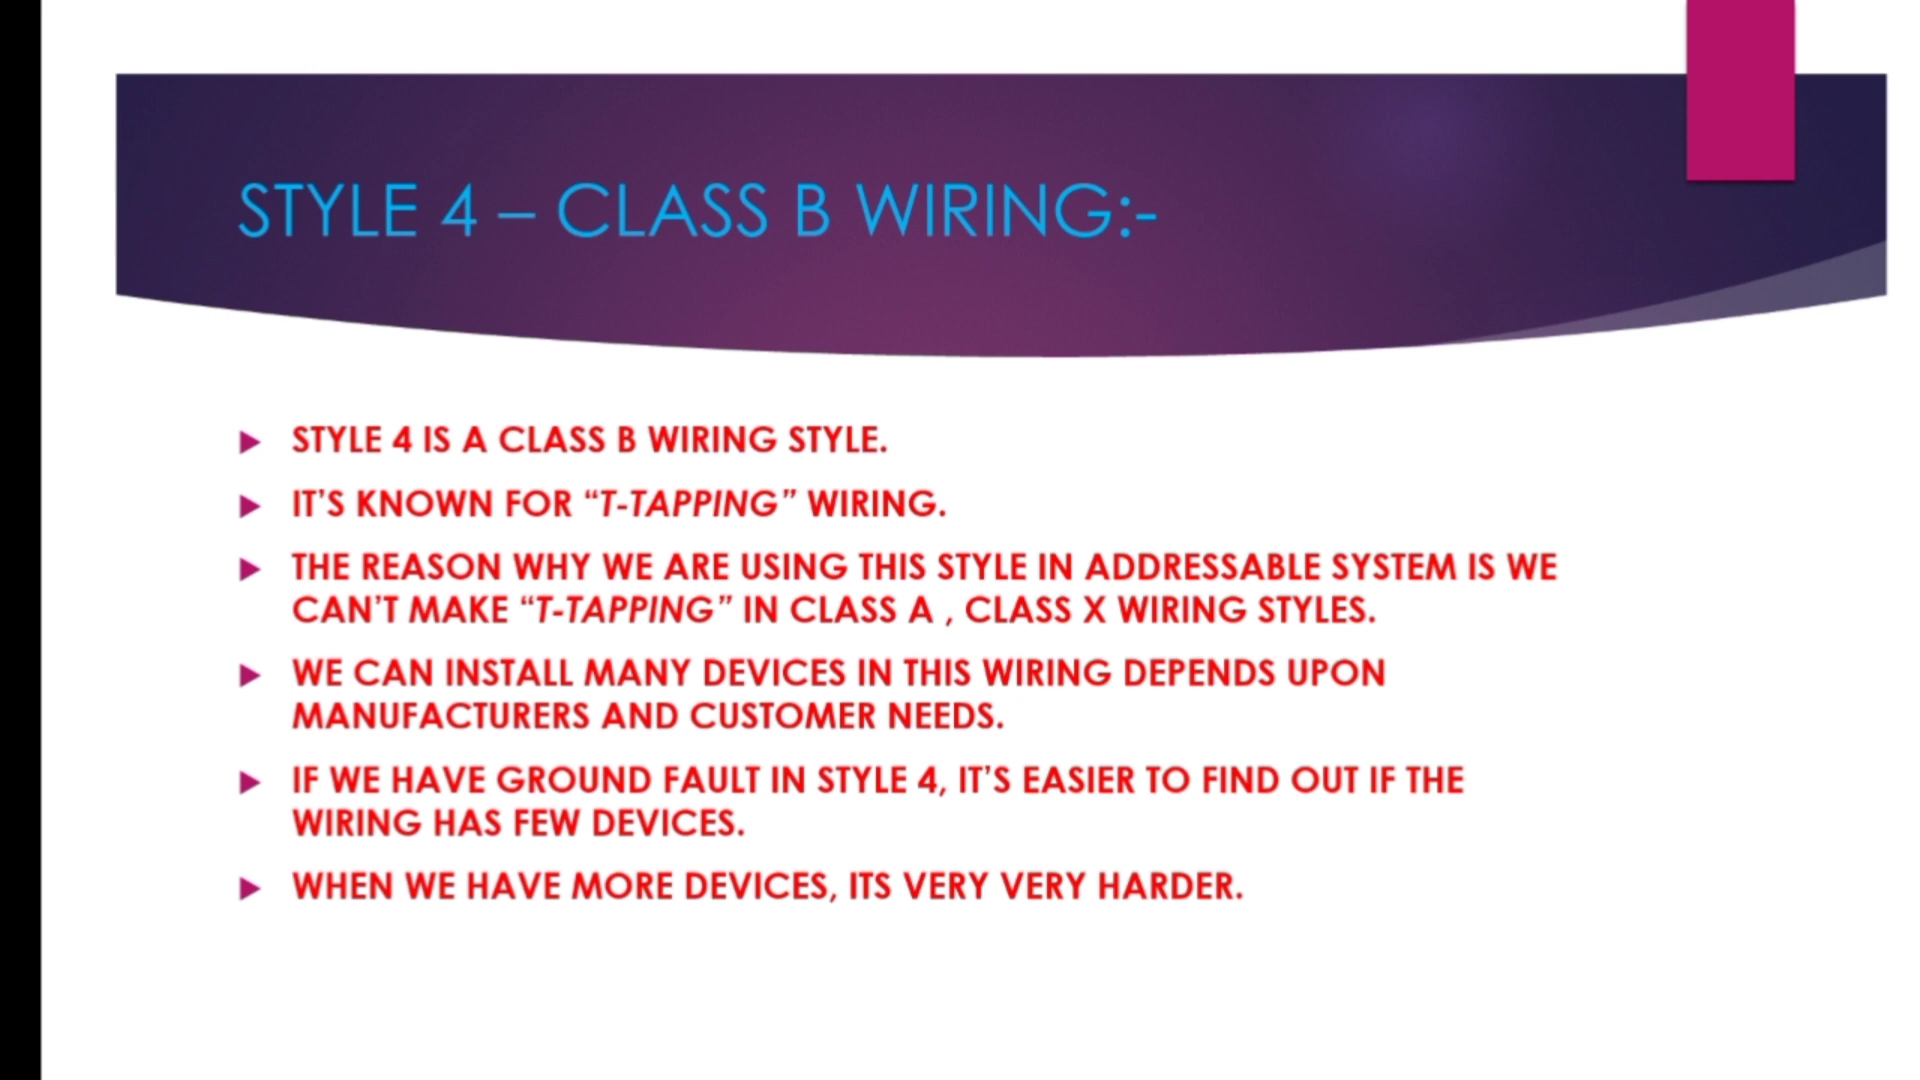 STYLE 4 – CLASS B WIRING:-
STYLE 4 IS A CLASS B WIRING STYLE.
IT’S KNOWN FOR “T-TAPPING” WIRING.
THE REASON WHY WE ARE USING THIS STYLE IN ADDRESSABLE SYSTEM IS WE
CAN’T MAKE “T-TAPPING” IN CLASS A , CLASS X WIRING STYLES.
WE CAN INSTALL MANY DEVICES IN THIS WIRING DEPENDS UPON
MANUFACTURERS AND CUSTOMER NEEDS.
IF WE HAVE GROUND FAULT IN STYLE 4, IT’S EASIER TO FIND OUT IF THE
WIRING HAS FEW DEVICES.
WHEN WE HAVE MORE DEVICES, ITS VERY VERY HARDER.